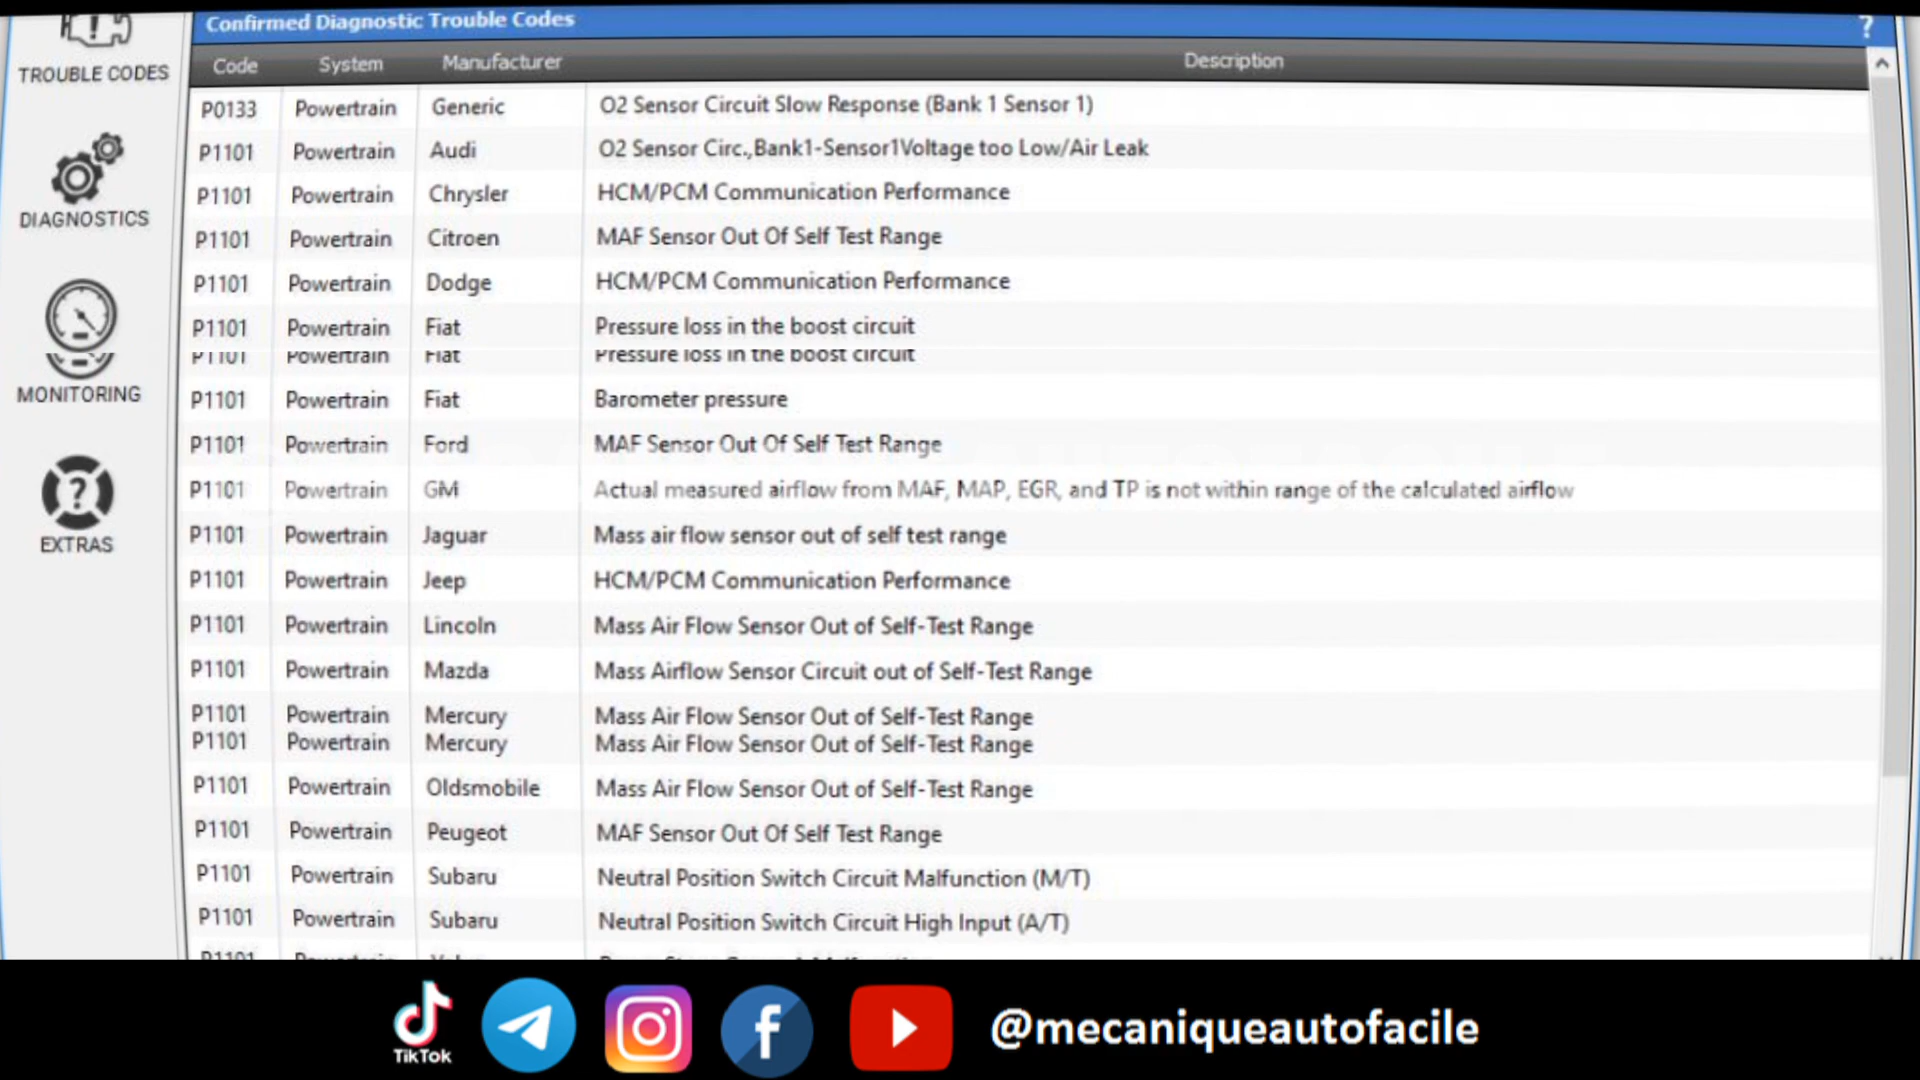 Confirmed Diagnostic Trouble Codes ?
Code System Manufacturer Description
TROUBLE CODES
DIAGNOSTICS
MONITORING
?
EXTRAS
P0133 Powertrain Generic O2 Sensor Circuit Slow Response (Bank 1 Sensor 1)
P1101 Powertrain Audi O2 Sensor Circ.,Bank1-Sensor1Voltage too Low/Air Leak
P1101 Powertrain Chrysler HCM/PCM Communication Performance
P1101 Powertrain Citroen MAF Sensor Out Of Self Test Range
P1101 Powertrain Dodge HCM/PCM Communication Performance
P1101 Powertrain Fiat Pressure loss in the boost circuit
P1101 Powertrain Fiat Pressure loss in the boost circuit
P1101 Powertrain Fiat Barometer pressure
P1101 Powertrain Ford MAF Sensor Out Of Self Test Range
P1101 Powertrain GM Actual measured airflow from MAF, MAP, EGR, and TP is not within range of the calculated airflow
P1101 Powertrain Jaguar Mass air flow sensor out of self test range
P1101 Powertrain Jeep HCM/PCM Communication Performance
P1101 Powertrain Lincoln Mass Air Flow Sensor Out of Self-Test Range
P1101 Powertrain Mazda Mass Airflow Sensor Circuit out of Self-Test Range
P1101 Powertrain Mercury Mass Air Flow Sensor Out of Self-Test Range
P1101 Powertrain Mercury Mass Air Flow Sensor Out of Self-Test Range
P1101 Powertrain Oldsmobile Mass Air Flow Sensor Out of Self-Test Range
P1101 Powertrain Peugeot MAF Sensor Out Of Self Test Range
P1101 Powertrain Subaru Neutral Position Switch Circuit Malfunction (M/T)
P1101 Powertrain Subaru Neutral Position Switch Circuit High Input (A/T)
TikTok
@mecaniqueautofacile